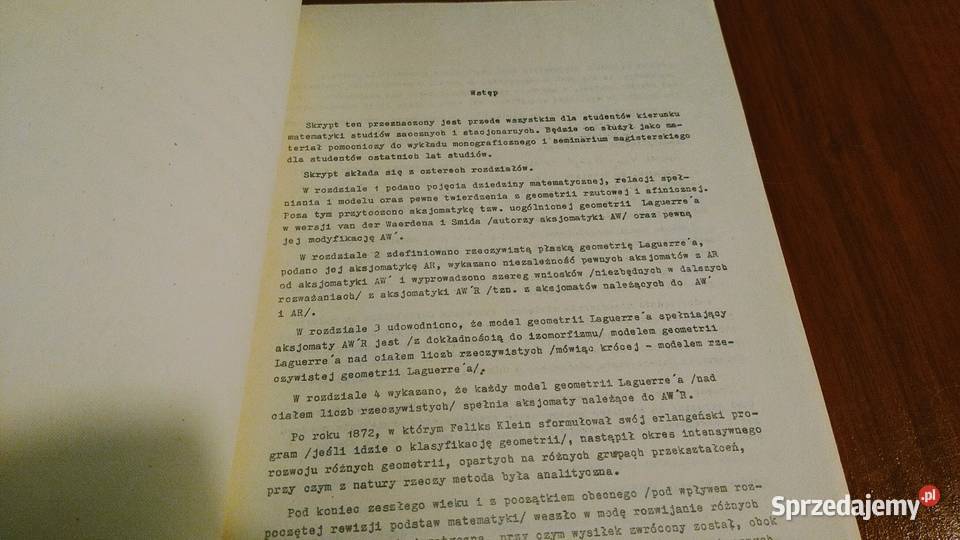 Wstęp
Skrypt ten przeznaczony jest przede wszystkim dla studentów kierunku
matematyki studiów zaocznych i stacjonarnych. Będzie on służył jako ma-
teriał pomocniczy do wykładu monograficznego i seminarium magisterskiego
dla studentów ostatnich lat studiów.
Skrypt składa się z czterech rozdziałów.
W rozdziale 1 podano pojęcia dziedziny matematycznej, relacji speł-
niania i modelu oraz pewne twierdzenia z geometrii rzutowej i afinicznej.
Poza tym przytoczono aksjomatykę tzw. uogólnionej geometrii Laguerre´a
w wersji van der Waerdena i Smida /autorzy aksjomatyki AW/ oraz pewną
jej modyfikację AW´.
W rozdziale 2 zdefiniowano rzeczywistą płaską geometrię Laguerre´a,
podano jej aksjomatykę AR, wykazano niezależność pewnych aksjomatów z AR
od aksjomatyki AW´ i wyprowadzono szereg wniosków /niezbędnych w dalszych
rozważaniach/ z aksjomatyki AW´R /tzn. z aksjomatów należących do AW´
i AR/.
W rozdziale 3 udowodniono, że model geometrii Laguerre´a spełniający
aksjomaty AW´R jest /z dokładnością do izomorfizmu/ modelem geometrii
Laguerre´a nad ciałem liczb rzeczywistych /mówiąc krócej - modelem rze-
czywistej geometrii Laguerre´a/.
W rozdziale 4 wykazano, że każdy model geometrii Laguerre´a /nad
ciałem liczb rzeczywistych/ spełnia aksjomaty należące do AW´R.
Po roku 1872, w którym Feliks Klein sformułował swój erlangeński pro-
gram /jeśli idzie o klasyfikację geometrii/, nastąpił okres intensywnego
rozwoju różnych geometrii, opartych na różnych grupach przekształceń,
przy czym z natury rzeczy metoda była analityczna.
Pod koniec zeszłego wieku i z początkiem obecnego /pod wpływem roz-
poczętej rewizji podstaw matematyki/ weszło w modę rozwijanie różnych
przy czym wysiłek zwrócony został, obok
Sprzedajemy.pl